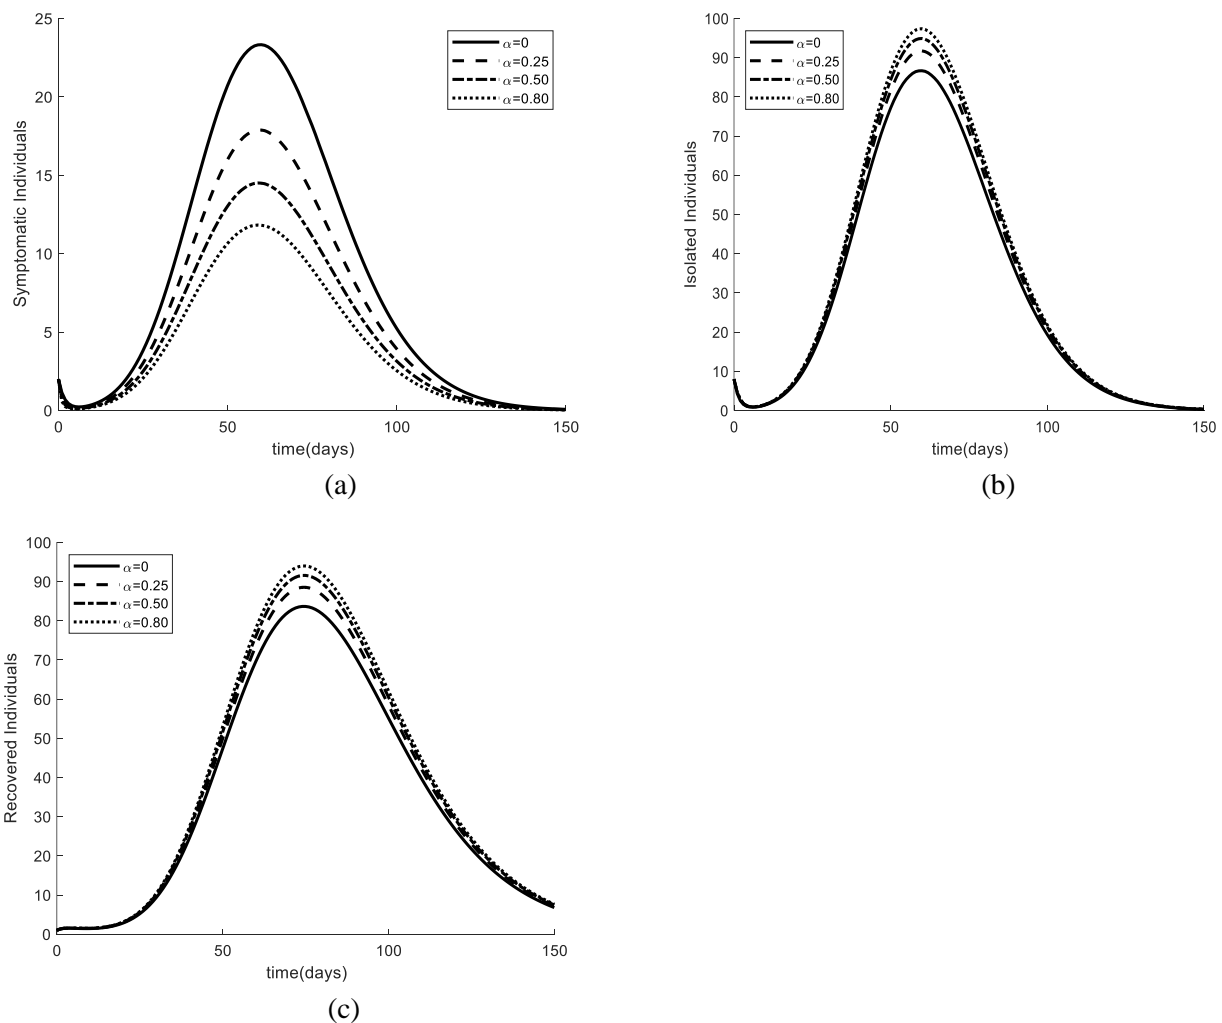 25
20
15
10
5
0
Symptomatic Individuals
α=0
α=0.25
α=0.50
α=0.80
0 50 100 150
time(days)
(a)
100
90
80
70
60
50
40
30
20
10
0
Isolated Individuals
α=0
α=0.25
α=0.50
α=0.80
0 50 100 150
time(days)
(b)
100
90
80
70
60
50
40
30
20
10
0
Recovered Individuals
α=0
α=0.25
α=0.50
α=0.80
0 50 100 150
time(days)
(c)